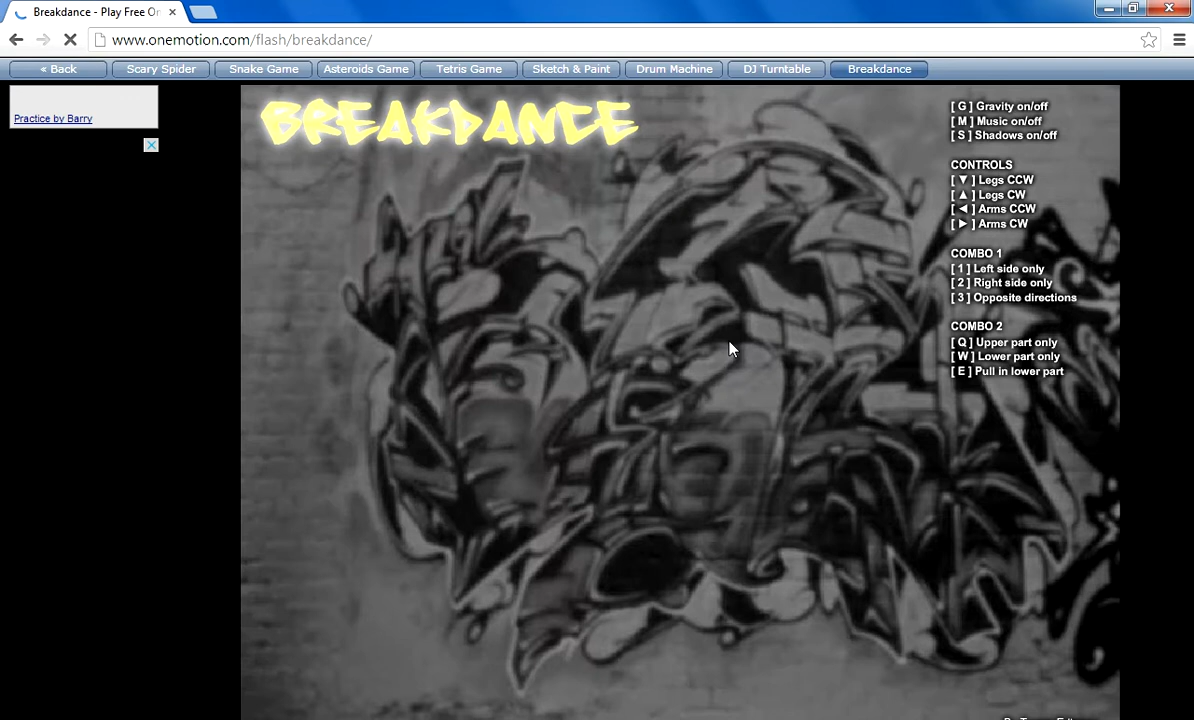 Breakdance - Play Free On
www.onemotion.com/flash/breakdance/
« Back
Scary Spider
Snake Game
Asteroids Game
Tetris Game
Sketch & Paint
Drum Machine
DJ Turntable
Breakdance
Practice by Barry
BREAKDANCE
[ G ] Gravity on/off
[ M ] Music on/off
[ S ] Shadows on/off
CONTROLS
[ ▼ ] Legs CCW
[ ▲ ] Legs CW
[ ◄ ] Arms CCW
[ ► ] Arms CW
COMBO 1
[ 1 ] Left side only
[ 2 ] Right side only
[ 3 ] Opposite directions
COMBO 2
[ Q ] Upper part only
[ W ] Lower part only
[ E ] Pull in lower part